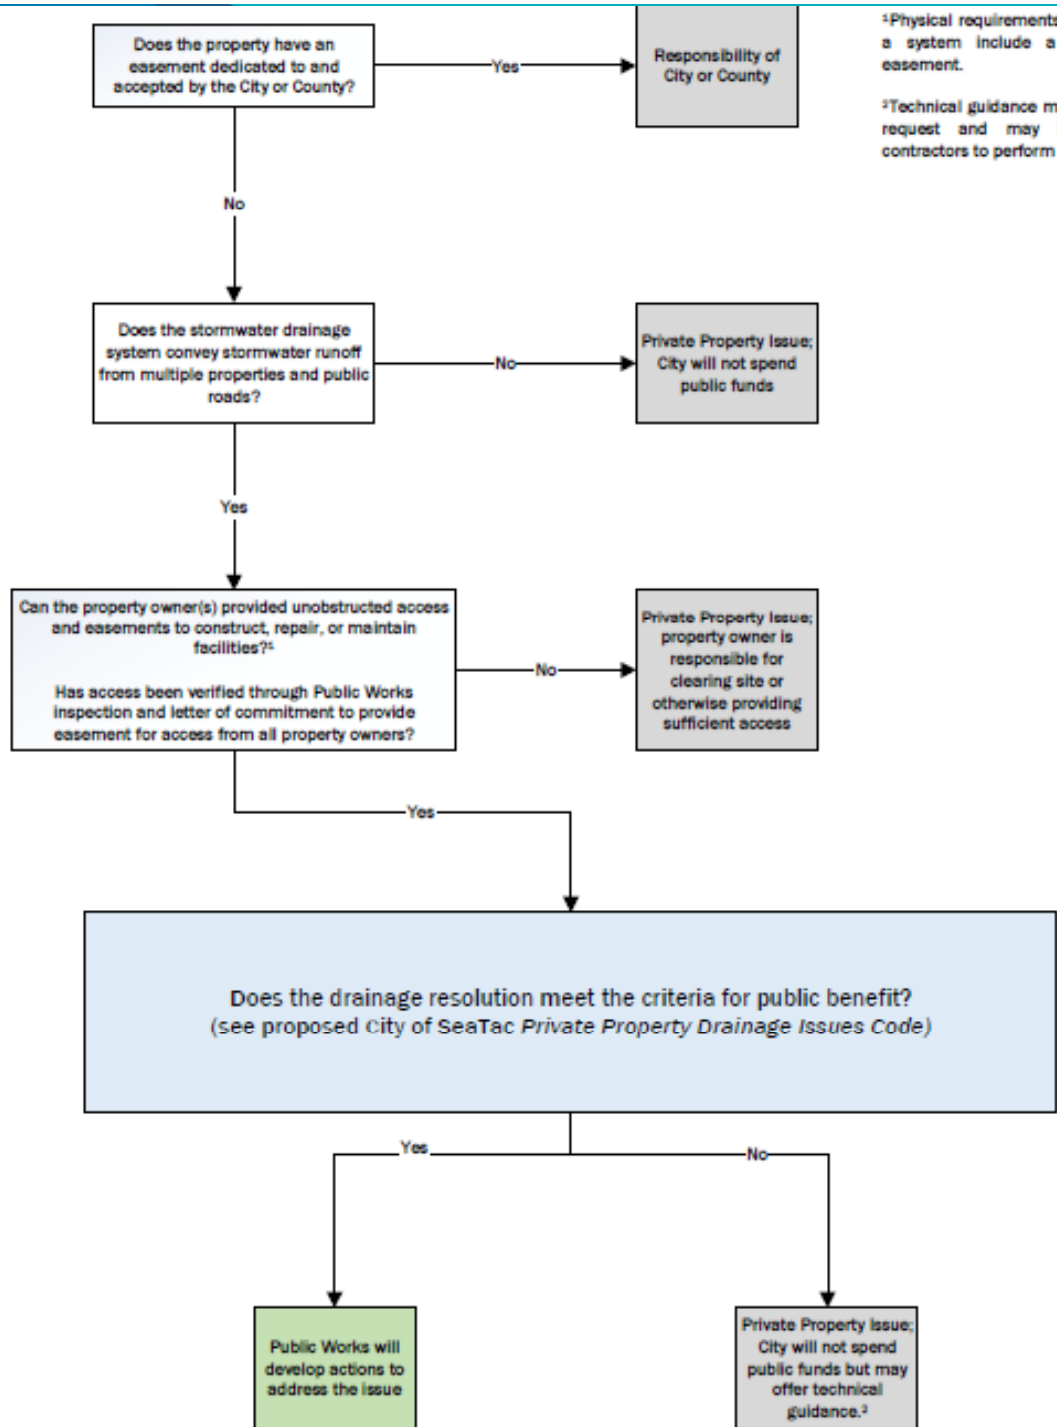 Does the property have an
easement dedicated to and
accepted by the City or County?
Yes
Responsibility of
City or County
¹Physical requirements
a system include a
easement.
²Technical guidance m
request and may
contractors to perform
No
Does the stormwater drainage
system convey stormwater runoff
from multiple properties and public
roads?
No
Private Property Issue;
City will not spend
public funds
Yes
Can the property owner(s) provided unobstructed access
and easements to construct, repair, or maintain
facilities?¹
Has access been verified through Public Works
inspection and letter of commitment to provide
easement for access from all property owners?
No
Private Property Issue;
property owner is
responsible for
clearing site or
otherwise providing
sufficient access
Yes
Does the drainage resolution meet the criteria for public benefit?
(see proposed City of SeaTac Private Property Drainage Issues Code)
Yes
No
Public Works will
develop actions to
address the issue
Private Property Issue;
City will not spend
public funds but may
offer technical
guidance.²